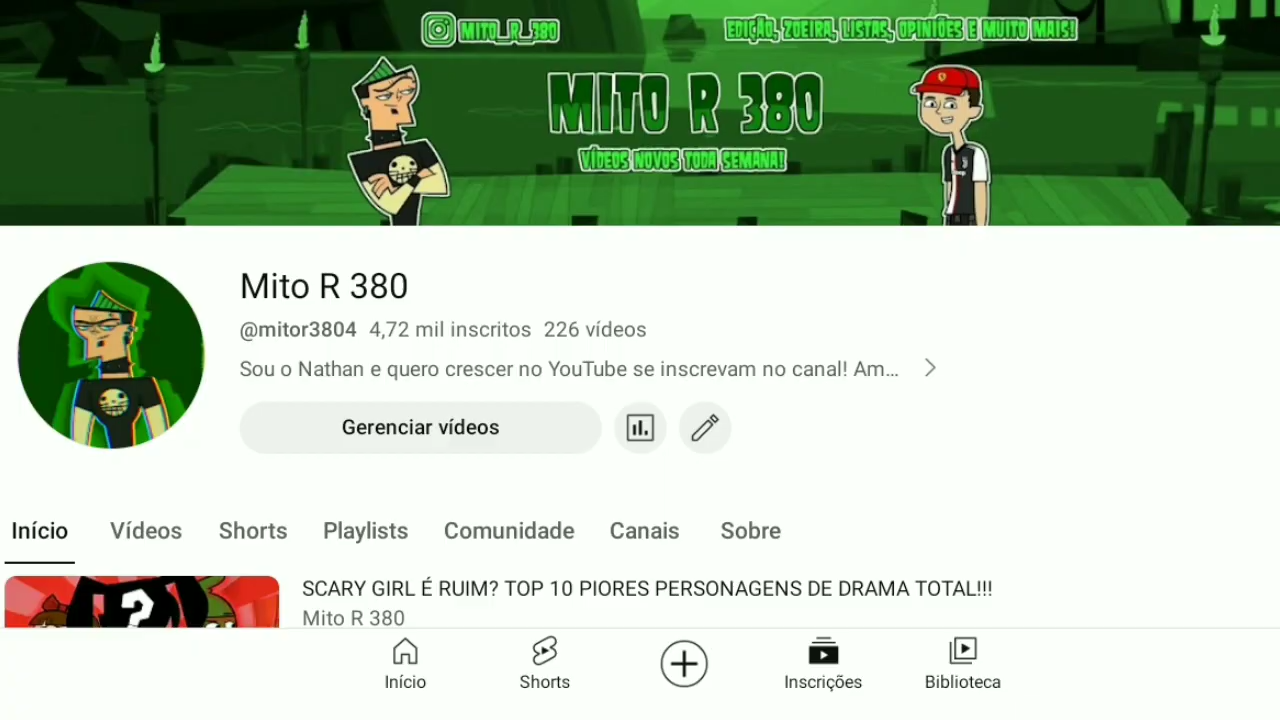 MITO_R_380
EDIÇÃO, ZOEIRA, LISTAS, OPINIÕES E MUITO MAIS!
MITO R 380
VÍDEOS NOVOS TODA SEMANA!
Mito R 380
@mitor3804 4,72 mil inscritos 226 vídeos
Sou o Nathan e quero crescer no YouTube se inscrevam no canal! Am...
Gerenciar vídeos
Início Vídeos Shorts Playlists Comunidade Canais Sobre
?
SCARY GIRL É RUIM? TOP 10 PIORES PERSONAGENS DE DRAMA TOTAL!!!
Mito R 380
Início Shorts Inscrições Biblioteca